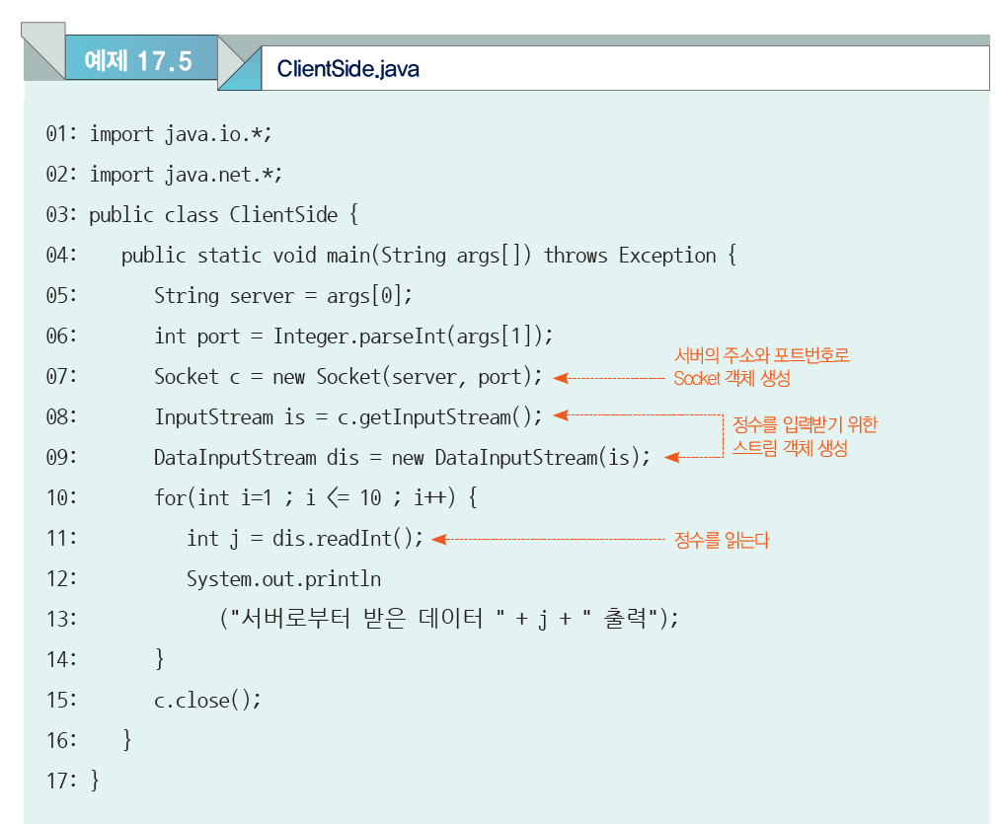 예제 17.5
ClientSide.java
01: import java.io.*;
02: import java.net.*;
03: public class ClientSide {
04: public static void main(String args[]) throws Exception {
05: String server = args[0];
06: int port = Integer.parseInt(args[1]);
서버의 주소와 포트번호로
07: Socket c = new Socket(server, port);
Socket 객체 생성
08: InputStream is = c.getInputStream();
정수를 입력받기 위한
스트림 객체 생성
09: DataInputStream dis = new DataInputStream(is);
10: for(int i=1 ; i <= 10 ; i++) {
11: int j = dis.readInt();
정수를 읽는다
12: System.out.println
13: ("서버로부터 받은 데이터 " + j + " 출력");
14: }
15: c.close();
16: }
17: }